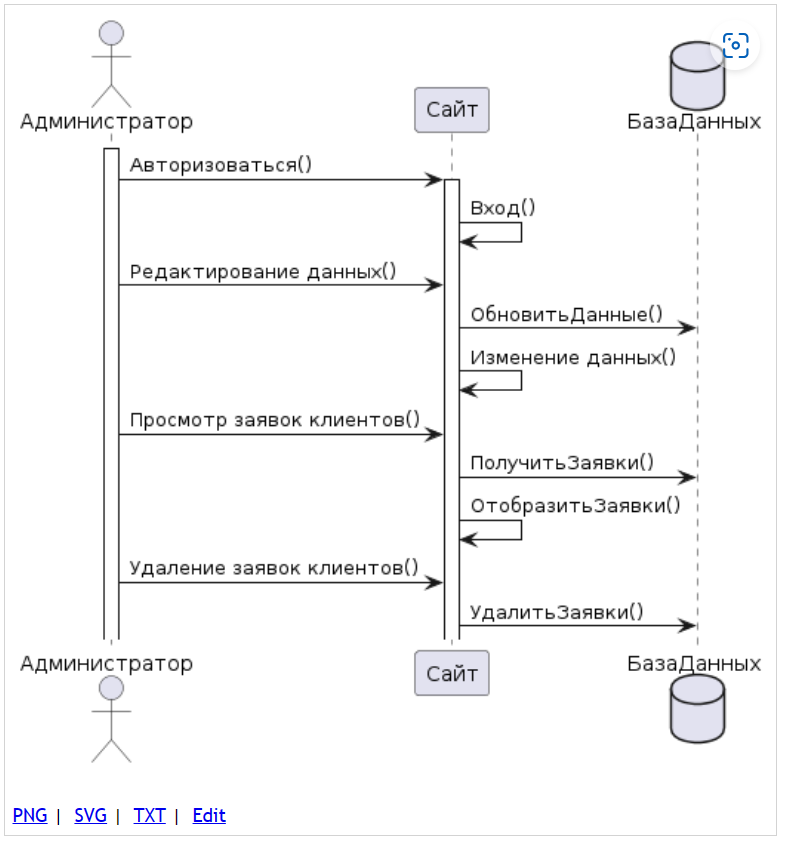 Администратор
Сайт
БазаДанных
Авторизоваться()
Вход()
Редактирование данных()
ОбновитьДанные()
Изменение данных()
Просмотр заявок клиентов()
ПолучитьЗаявки()
ОтобразитьЗаявки()
Удаление заявок клиентов()
УдалитьЗаявки()
Администратор
Сайт
БазаДанных
PNG | SVG | TXT | Edit